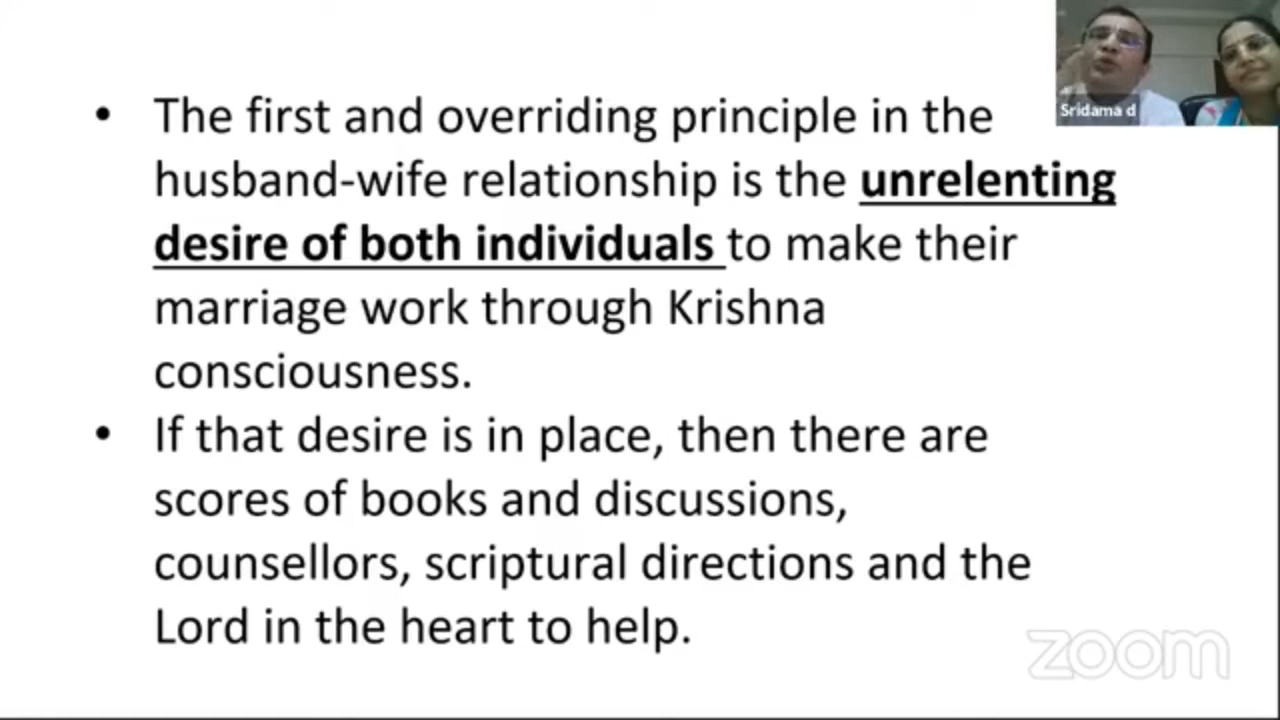 • The first and overriding principle in the
husband-wife relationship is the unrelenting
desire of both individuals to make their
marriage work through Krishna
consciousness.
• If that desire is in place, then there are
scores of books and discussions,
counsellors, scriptural directions and the
Lord in the heart to help.
Sridama d
zoom